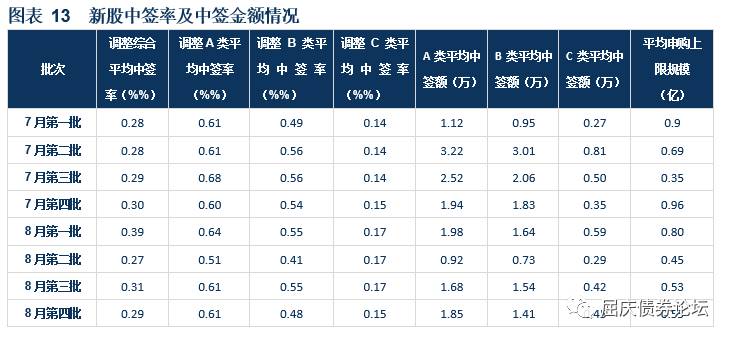 图表 13 新股中签率及中签金额情况
批次
调整综合
平均中签
率（%%）
调整A类平
均中签率
（%%）
调整 B 类平
均中签率
（%%）
调整 C 类平
均中签率
（%%）
A 类平均中
签额（万）
B 类平均中
签额（万）
C 类平均中
签额（万）
平均申购上
限规模
（亿）
7月第一批 0.28 0.61 0.49 0.14 1.12 0.95 0.27 0.9
7月第二批 0.28 0.61 0.56 0.14 3.22 3.01 0.81 0.69
7月第三批 0.29 0.68 0.56 0.14 2.52 2.06 0.50 0.35
7月第四批 0.30 0.60 0.54 0.15 1.94 1.83 0.35 0.96
8月第一批 0.39 0.64 0.55 0.17 1.98 1.64 0.59 0.80
8月第二批 0.27 0.51 0.41 0.17 0.92 0.73 0.29 0.45
8月第三批 0.31 0.61 0.55 0.17 1.68 1.54 0.42 0.53
8月第四批 0.29 0.61 0.48 0.15 1.85 1.41
屈庆债券论坛